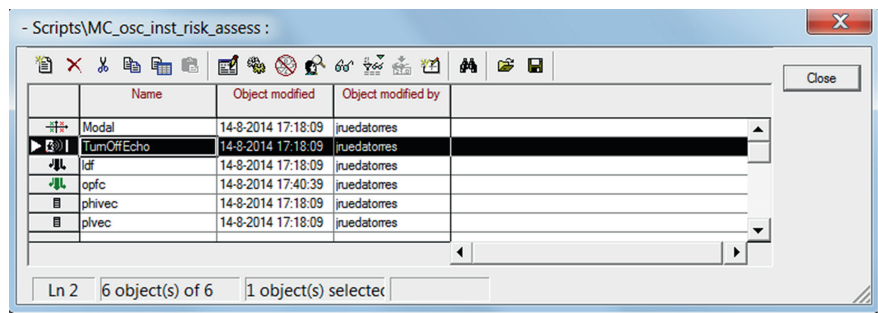 - Scripts\MC_osc_inst_risk_assess :
Close
Name Object modified Object modified by
Modal 14-8-2014 17:18:09 jruedatorres
TurnOffEcho 14-8-2014 17:18:09 jruedatorres
ldf 14-8-2014 17:18:09 jruedatorres
opfc 14-8-2014 17:40:39 jruedatorres
phivec 14-8-2014 17:18:09 jruedatorres
plvec 14-8-2014 17:18:09 jruedatorres
Ln 2 6 object(s) of 6 1 object(s) selectec